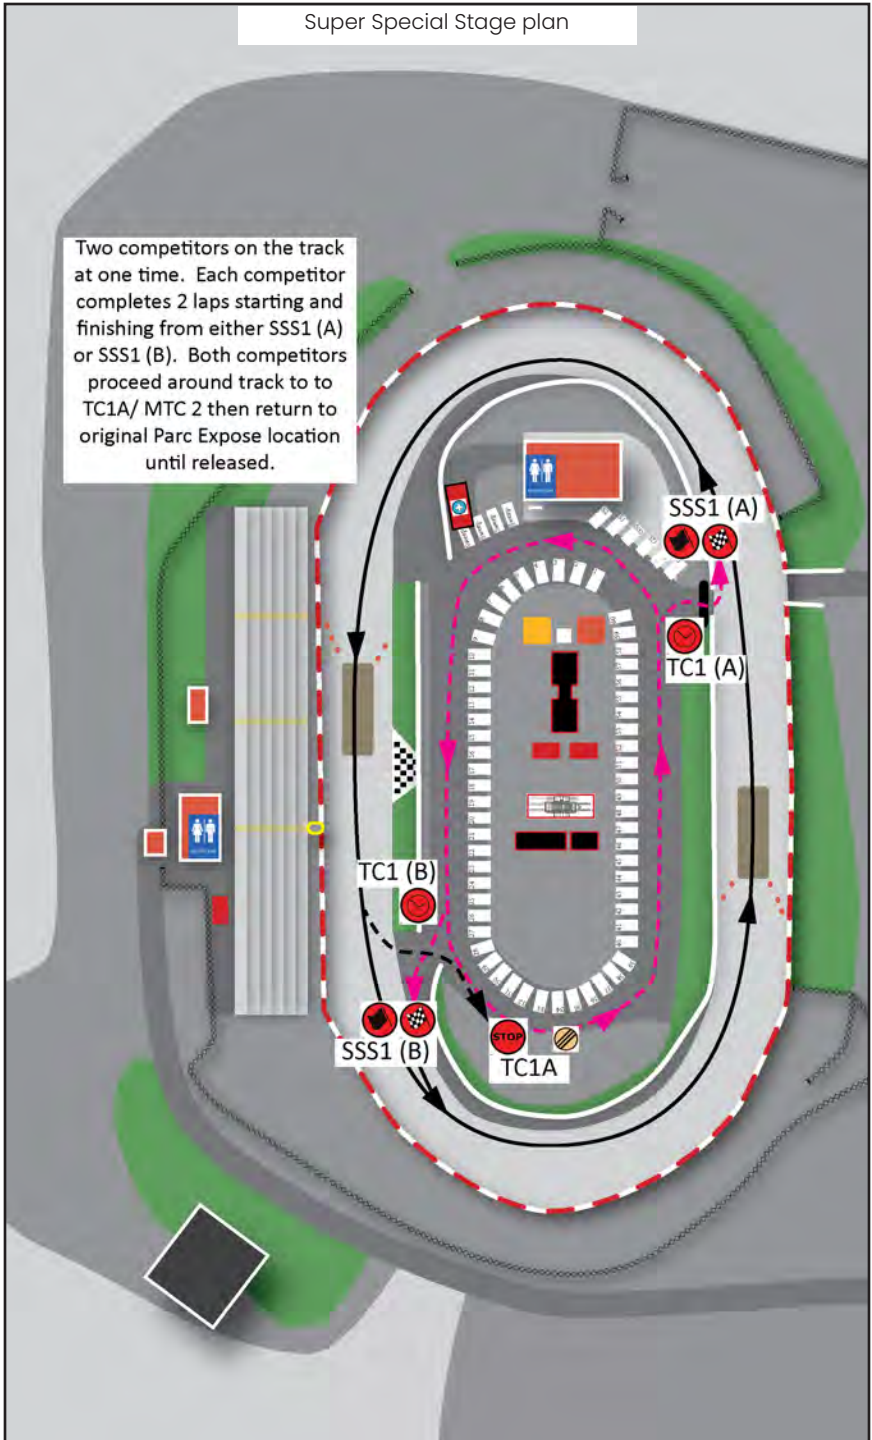 Super Special Stage plan
Two competitors on the track
at one time. Each competitor
completes 2 laps starting and
finishing from either SSS1 (A)
or SSS1 (B). Both competitors
proceed around track to to
TC1A/ MTC 2 then return to
original Parc Expose location
until released.
SSS1 (A)
TC1 (A)
TC1 (B)
SSS1 (B)
STOP
TC1A